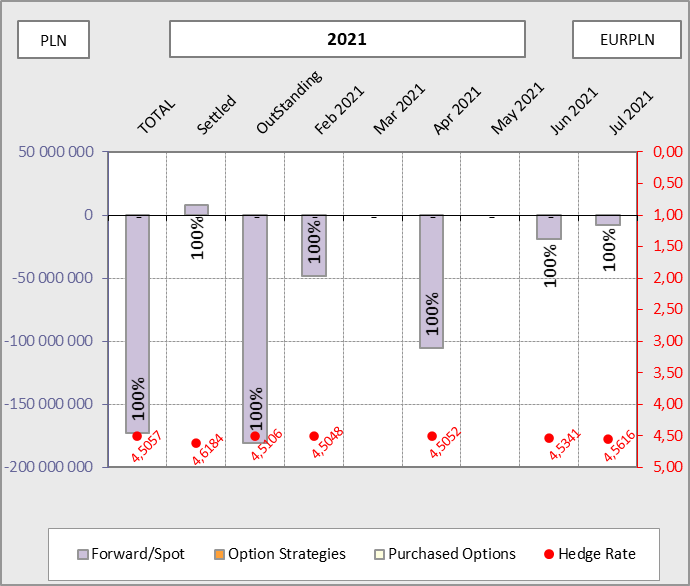 PLN
2021
EURPLN
TOTAL
Settled
OutStanding
Feb 2021
Mar 2021
Apr 2021
May 2021
Jun 2021
Jul 2021
50 000 000
0
-50 000 000
-100 000 000
-150 000 000
-200 000 000
0,00
0,50
1,00
1,50
2,00
2,50
3,00
3,50
4,00
4,50
5,00
100%
100%
100%
100%
100%
100%
100%
4,5057
4,6184
4,5106
4,5048
4,5052
4,5341
4,5616
Forward/Spot
Option Strategies
Purchased Options
Hedge Rate